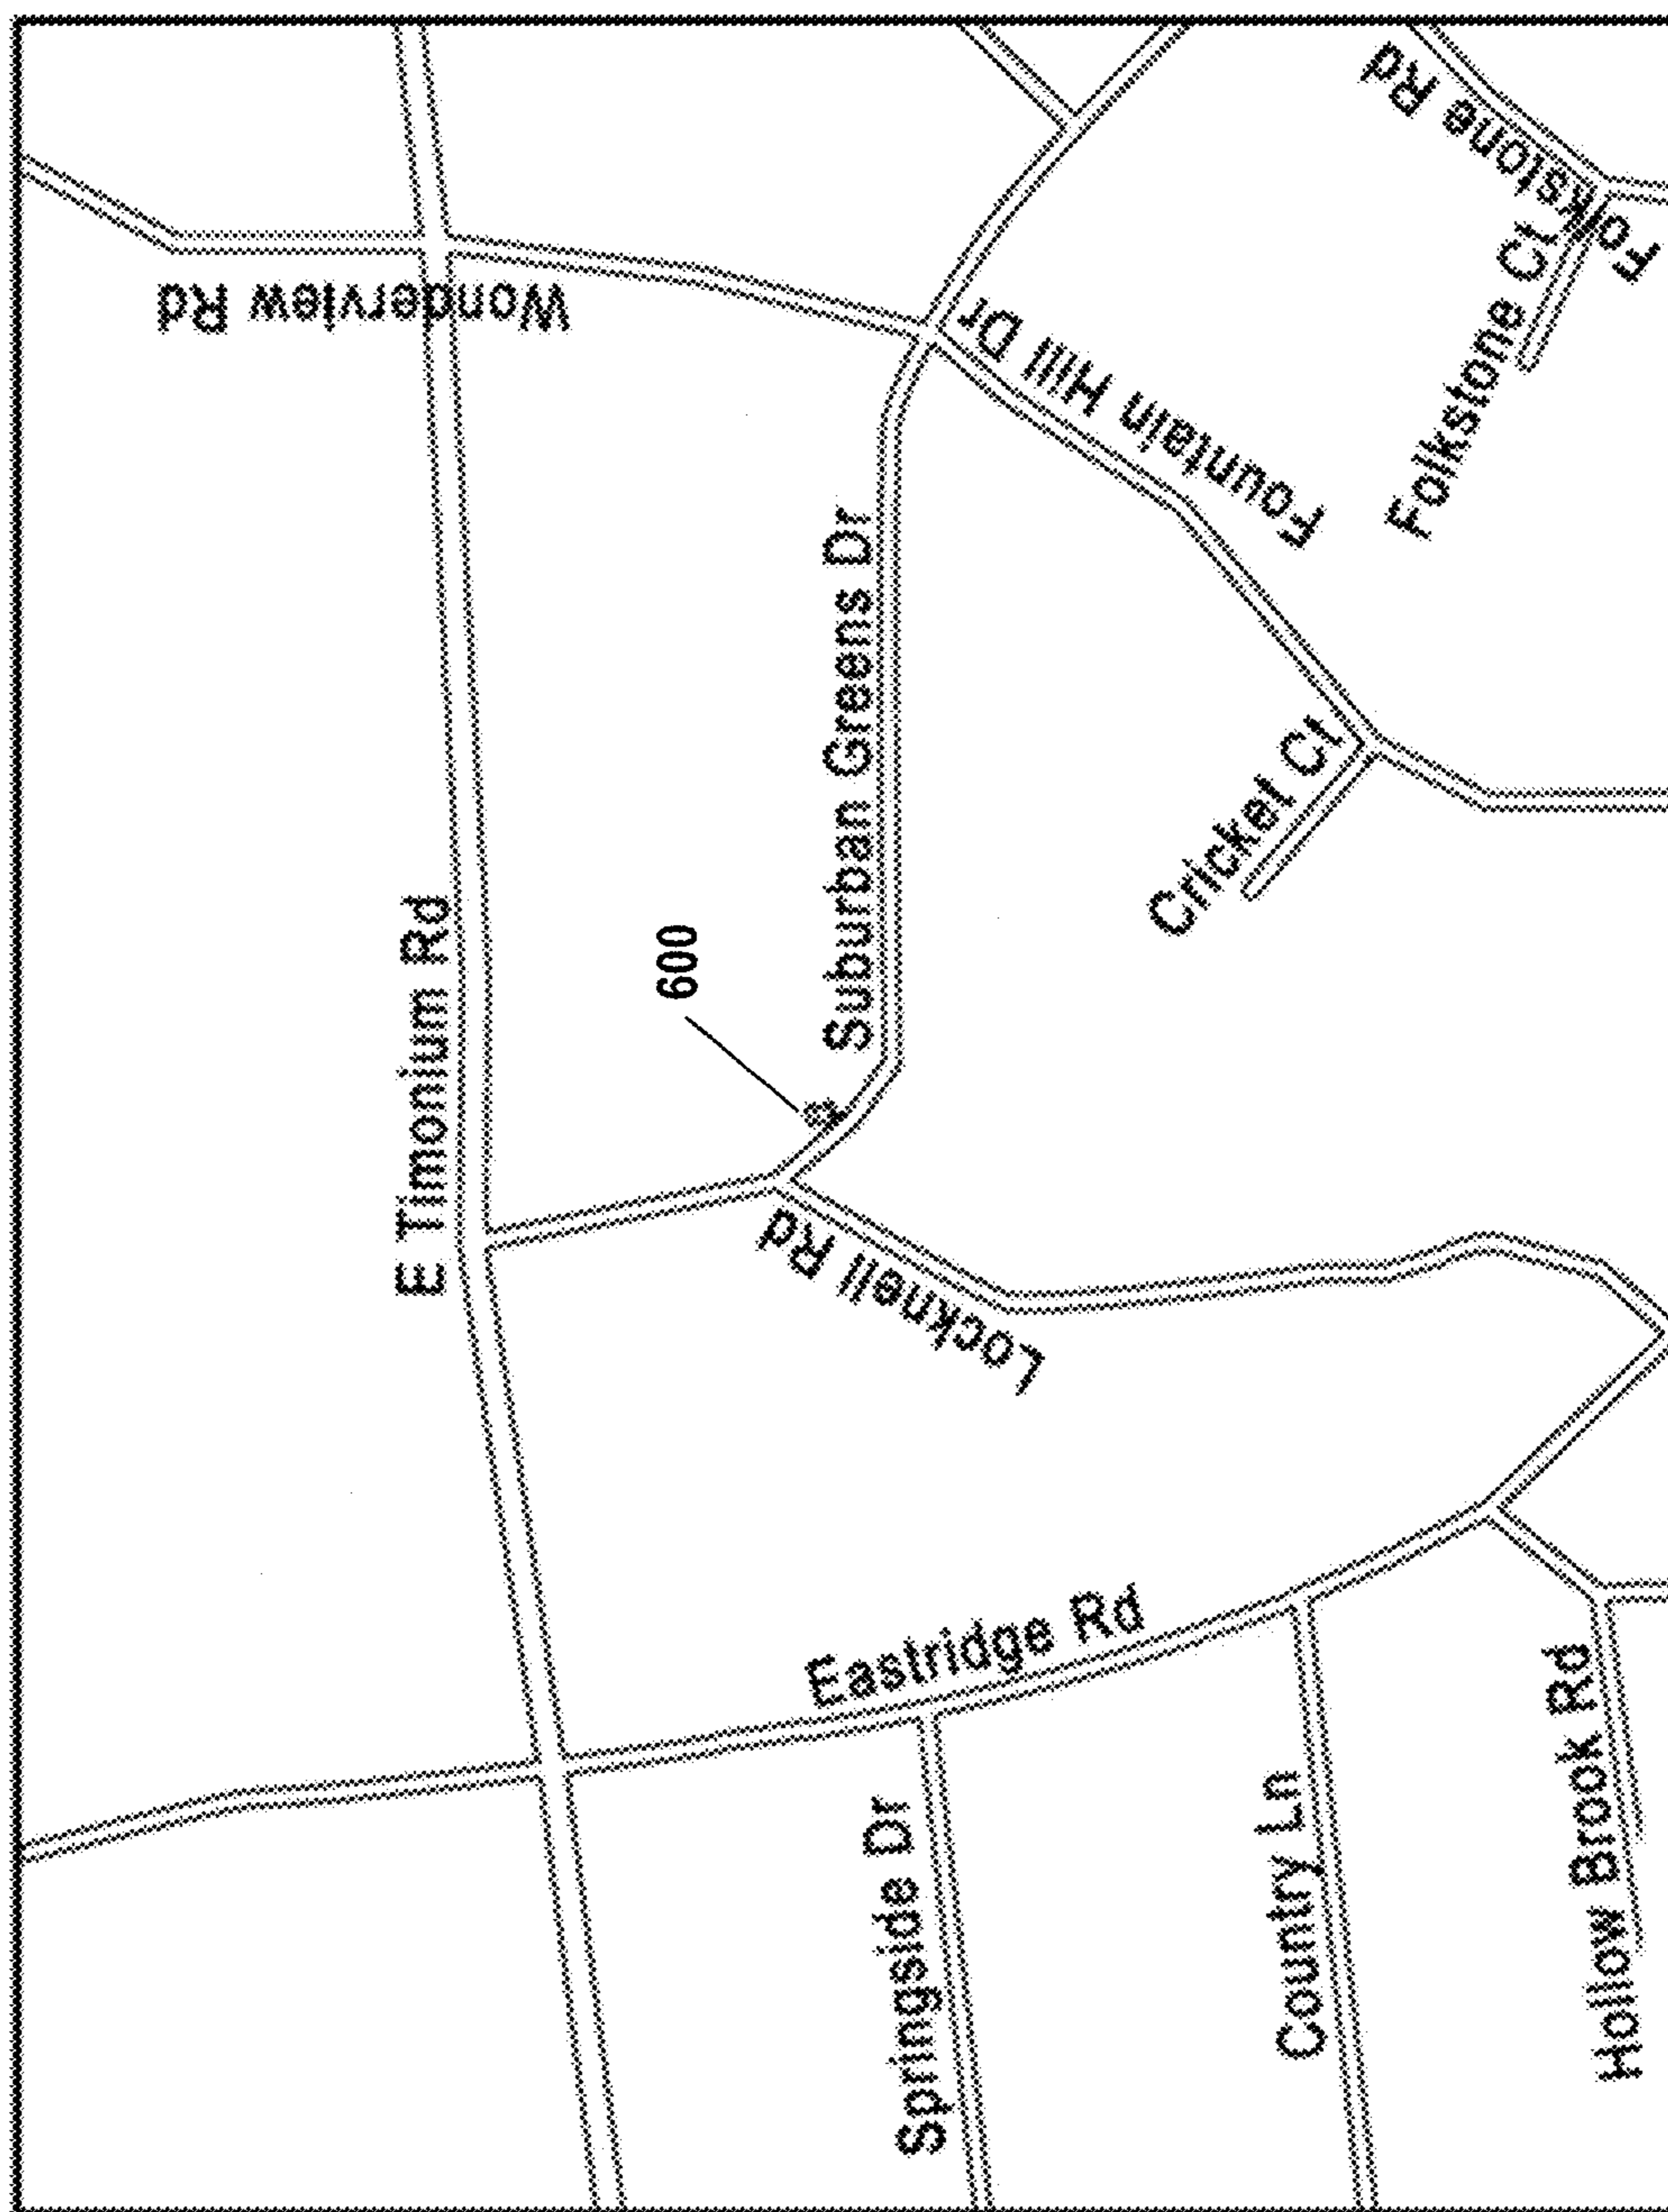 E Timonium Rd
Wonderview Rd
600
Suburban Greens Dr
Locknell Rd
Fountain Hill Dr
Eastridge Rd
Springside Dr
Cricket Ct
Country Ln
Folkstone Rd
Folkstone Ct
Hollow Brook Rd